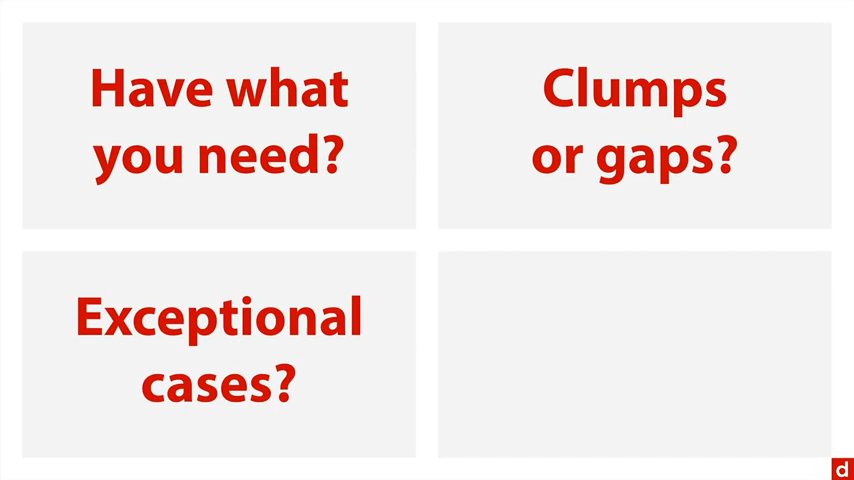 Have what
you need?
Clumps
or gaps?
Exceptional
cases?
d